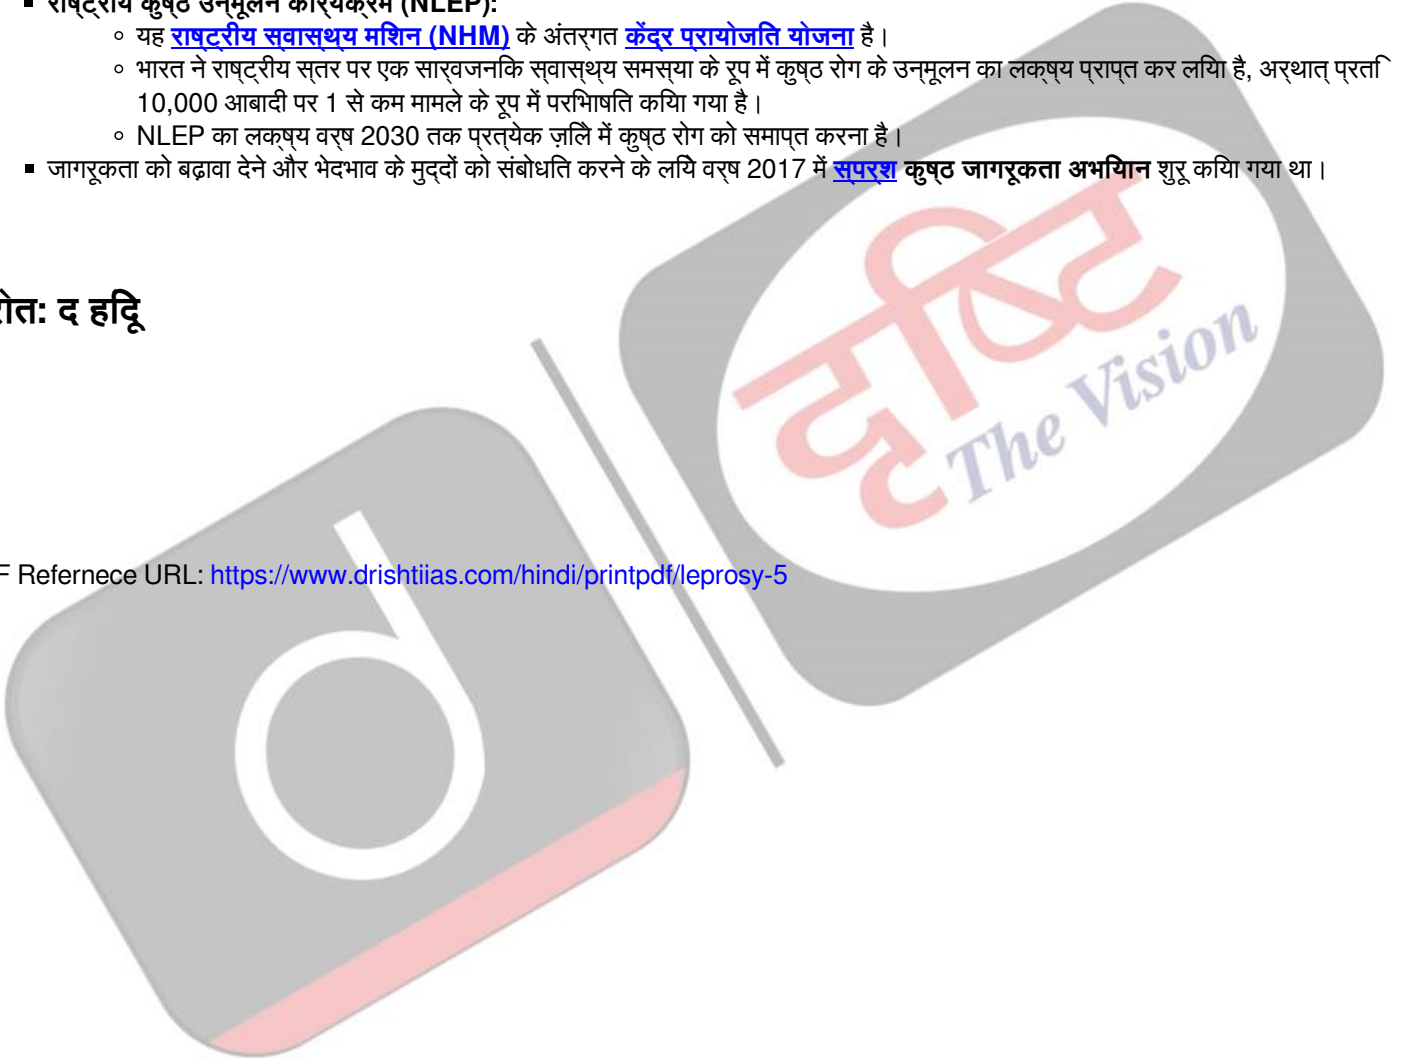 राष्ट्रीय कुष्ठ उन्मूलन कार्यक्रम (NLEP):
यह राष्ट्रीय स्वास्थ्य मिशन (NHM) के अंतर्गत केंद्र प्रायोजित योजना है।
भारत ने राष्ट्रीय स्तर पर एक सार्वजनिक स्वास्थ्य समस्या के रूप में कुष्ठ रोग के उन्मूलन का लक्ष्य प्राप्त कर लिया है, अर्थात् प्रति
10,000 आबादी पर 1 से कम मामले के रूप में परिभाषित किया गया है।
NLEP का लक्ष्य वर्ष 2030 तक प्रत्येक ज़िले में कुष्ठ रोग को समाप्त करना है।
जागरूकता को बढ़ावा देने और भेदभाव के मुद्दों को संबोधित करने के लिये वर्ष 2017 में स्पर्श कुष्ठ जागरूकता अभियान शुरू किया गया था।
रोत: द हिंदू
F Refernece URL: https://www.drishtiias.com/hindi/printpdf/leprosy-5
दृष्टि
The Vision